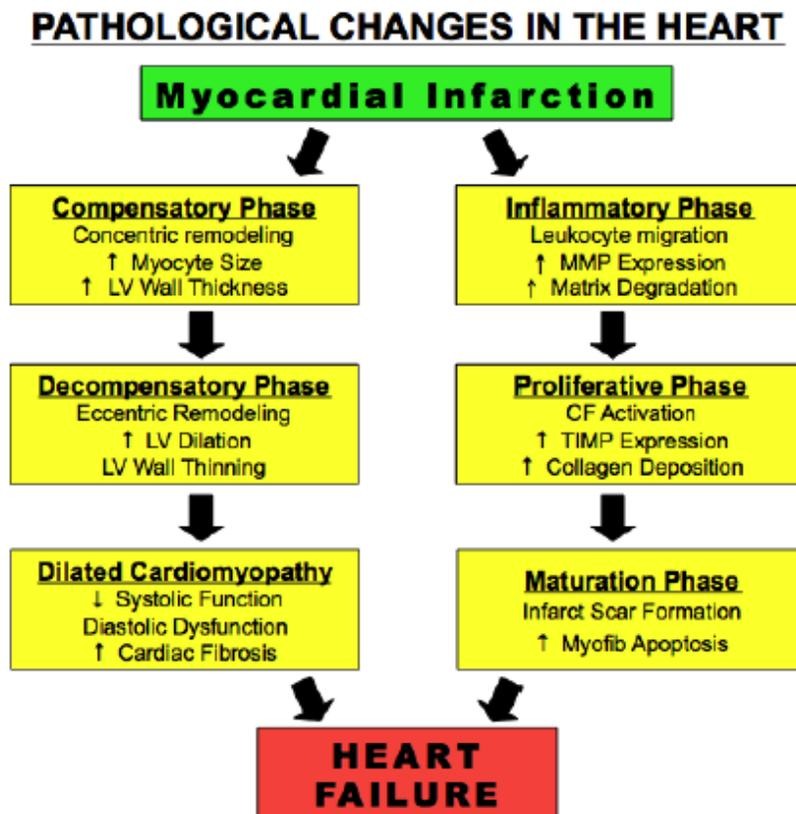 PATHOLOGICAL CHANGES IN THE HEART
Myocardial Infarction
Compensatory Phase
Concentric remodeling
↑ Myocyte Size
↑ LV Wall Thickness
Decompensatory Phase
Eccentric Remodeling
↑ LV Dilation
LV Wall Thinning
Dilated Cardiomyopathy
↓ Systolic Function
Diastolic Dysfunction
↑ Cardiac Fibrosis
Inflammatory Phase
Leukocyte migration
↑ MMP Expression
↑ Matrix Degradation
Proliferative Phase
CF Activation
↑ TIMP Expression
↑ Collagen Deposition
Maturation Phase
Infarct Scar Formation
↑ Myofib Apoptosis
HEART
FAILURE